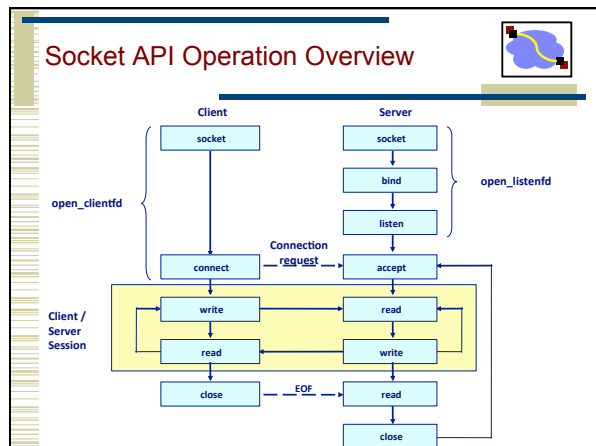 Socket API Operation Overview
Client
Server
socket
socket
open_clientfd
bind
open_listenfd
listen
Connection
request
connect
accept
Client /
Server
Session
write
read
read
write
close
EOF
read
close